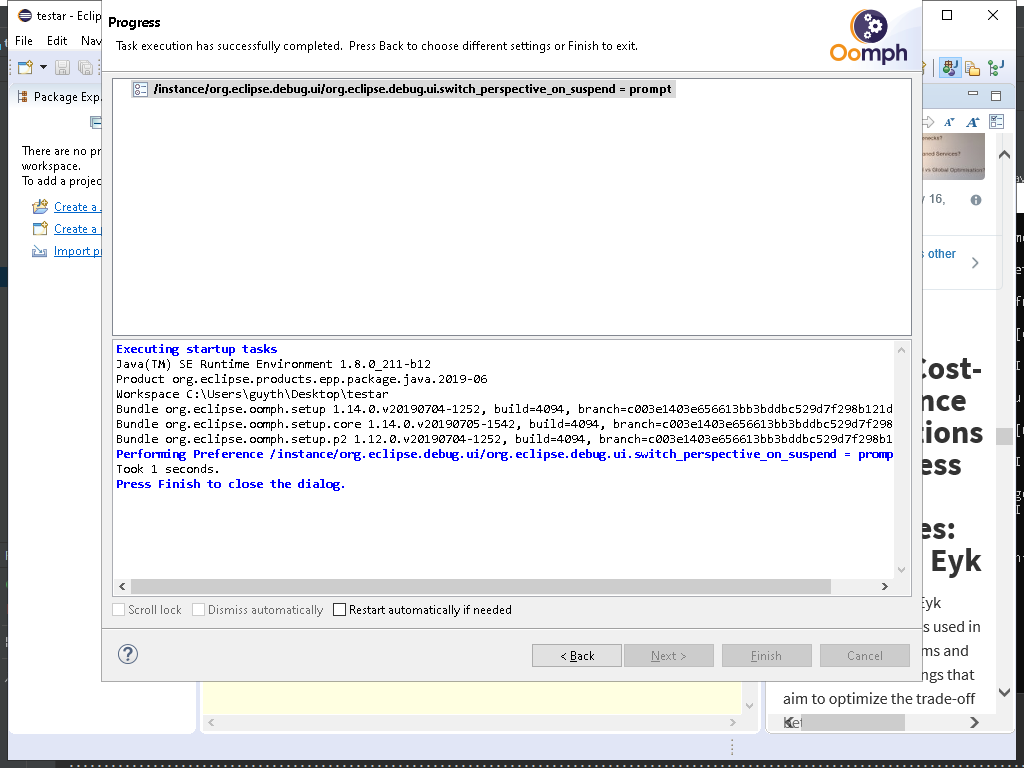 testar - Eclip
File Edit Nav
Package Exp
There are no pr
workspace.
To add a projec
Create a
Create a
Import p
Progress
Task execution has successfully completed. Press Back to choose different settings or Finish to exit.
Oomph
/instance/org.eclipse.debug.ui/org.eclipse.debug.ui.switch_perspective_on_suspend = prompt
Executing startup tasks
Java(TM) SE Runtime Environment 1.8.0_211-b12
Product org.eclipse.products.epp.package.java.2019-06
Workspace C:\Users\guyth\Desktop\testar
Bundle org.eclipse.oomph.setup 1.14.0.v20190704-1252, build=4094, branch=c003e1403e656613bb3bddbc529d7f298b121d
Bundle org.eclipse.oomph.setup.core 1.14.0.v20190705-1542, build=4094, branch=c003e1403e656613bb3bddbc529d7f298
Bundle org.eclipse.oomph.setup.p2 1.12.0.v20190704-1252, build=4094, branch=c003e1403e656613bb3bddbc529d7f298b1
Performing Preference /instance/org.eclipse.debug.ui/org.eclipse.debug.ui.switch_perspective_on_suspend = promp
Took 1 seconds.
Press Finish to close the dialog.
Scroll lock Dismiss automatically Restart automatically if needed
< Back Next > Finish Cancel
ared Services?
vs Global Optimisation?
16,
other
ost-
nce
tions
ess
es:
Eyk
Eyk
s used in
ms and
ngs that
aim to optimize the trade-off